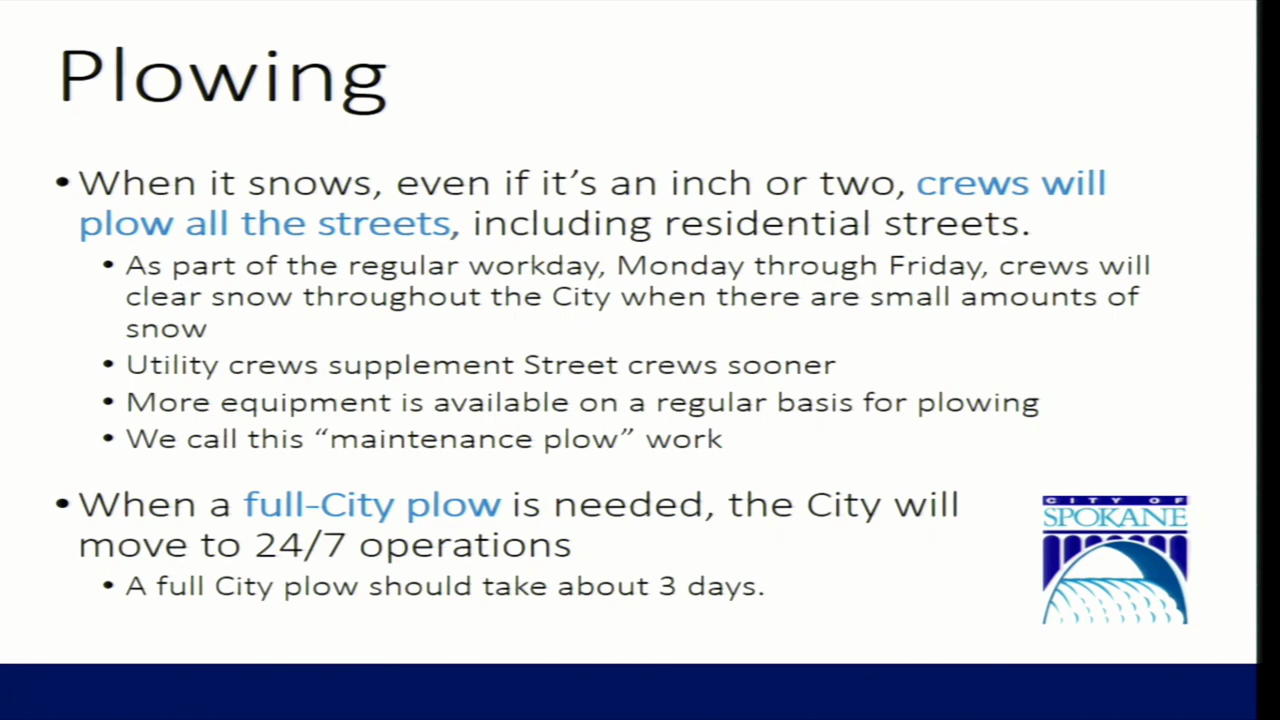 Plowing
• When it snows, even if it's an inch or two, crews will
plow all the streets, including residential streets.
• As part of the regular workday, Monday through Friday, crews will
clear snow throughout the City when there are small amounts of
snow
• Utility crews supplement Street crews sooner
• More equipment is available on a regular basis for plowing
• We call this “maintenance plow” work
• When a full-City plow is needed, the City will
move to 24/7 operations
• A full City plow should take about 3 days.
CITY OF
SPOKANE